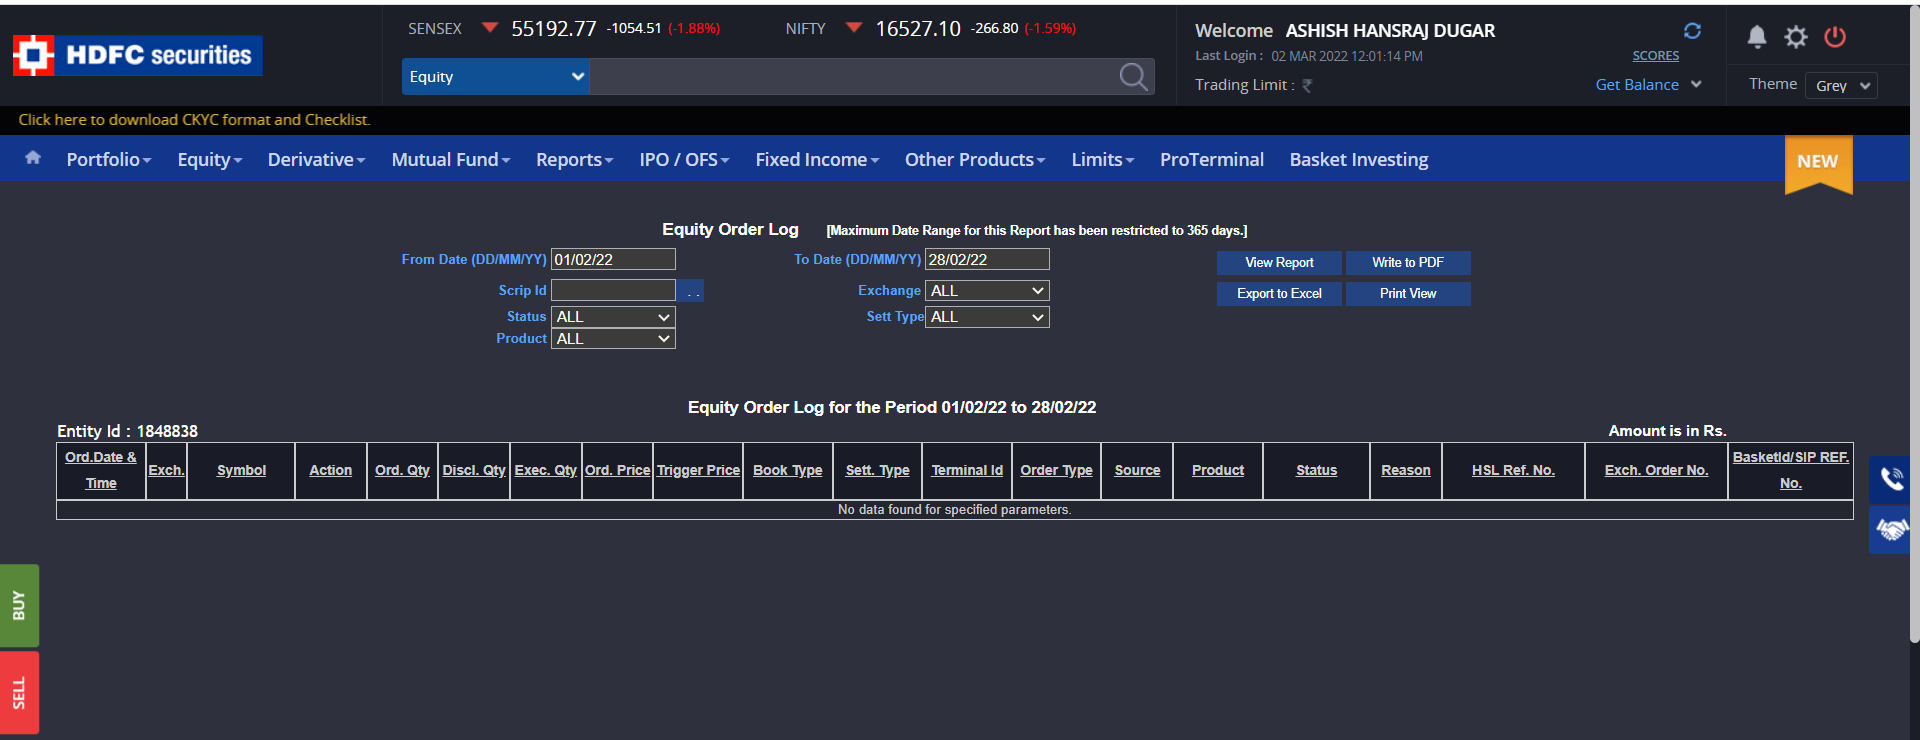 HDFC securities
SENSEX 55192.77 -1054.51 (-1.88%) NIFTY 16527.10 -266.80 (-1.59%)
Equity
Welcome ASHISH HANSRAJ DUGAR
Last Login : 02 MAR 2022 12:01:14 PM SCORES
Trading Limit : ₹ Get Balance
Theme Grey
Click here to download CKYC format and Checklist.
Portfolio Equity Derivative Mutual Fund Reports IPO / OFS Fixed Income Other Products Limits ProTerminal Basket Investing NEW
Equity Order Log [Maximum Date Range for this Report has been restricted to 365 days.]
From Date (DD/MM/YY) 01/02/22 To Date (DD/MM/YY) 28/02/22 View Report Write to PDF
Scrip Id . . Exchange ALL Export to Excel Print View
Status ALL Sett Type ALL
Product ALL
Equity Order Log for the Period 01/02/22 to 28/02/22
Entity Id : 1848838 Amount is in Rs.
Ord.Date & Time Exch. Symbol Action Ord. Qty Discl. Qty Exec. Qty Ord. Price Trigger Price Book Type Sett. Type Terminal Id Order Type Source Product Status Reason HSL Ref. No. Exch. Order No. BasketId/SIP REF. No.
No data found for specified parameters.
BUY
SELL